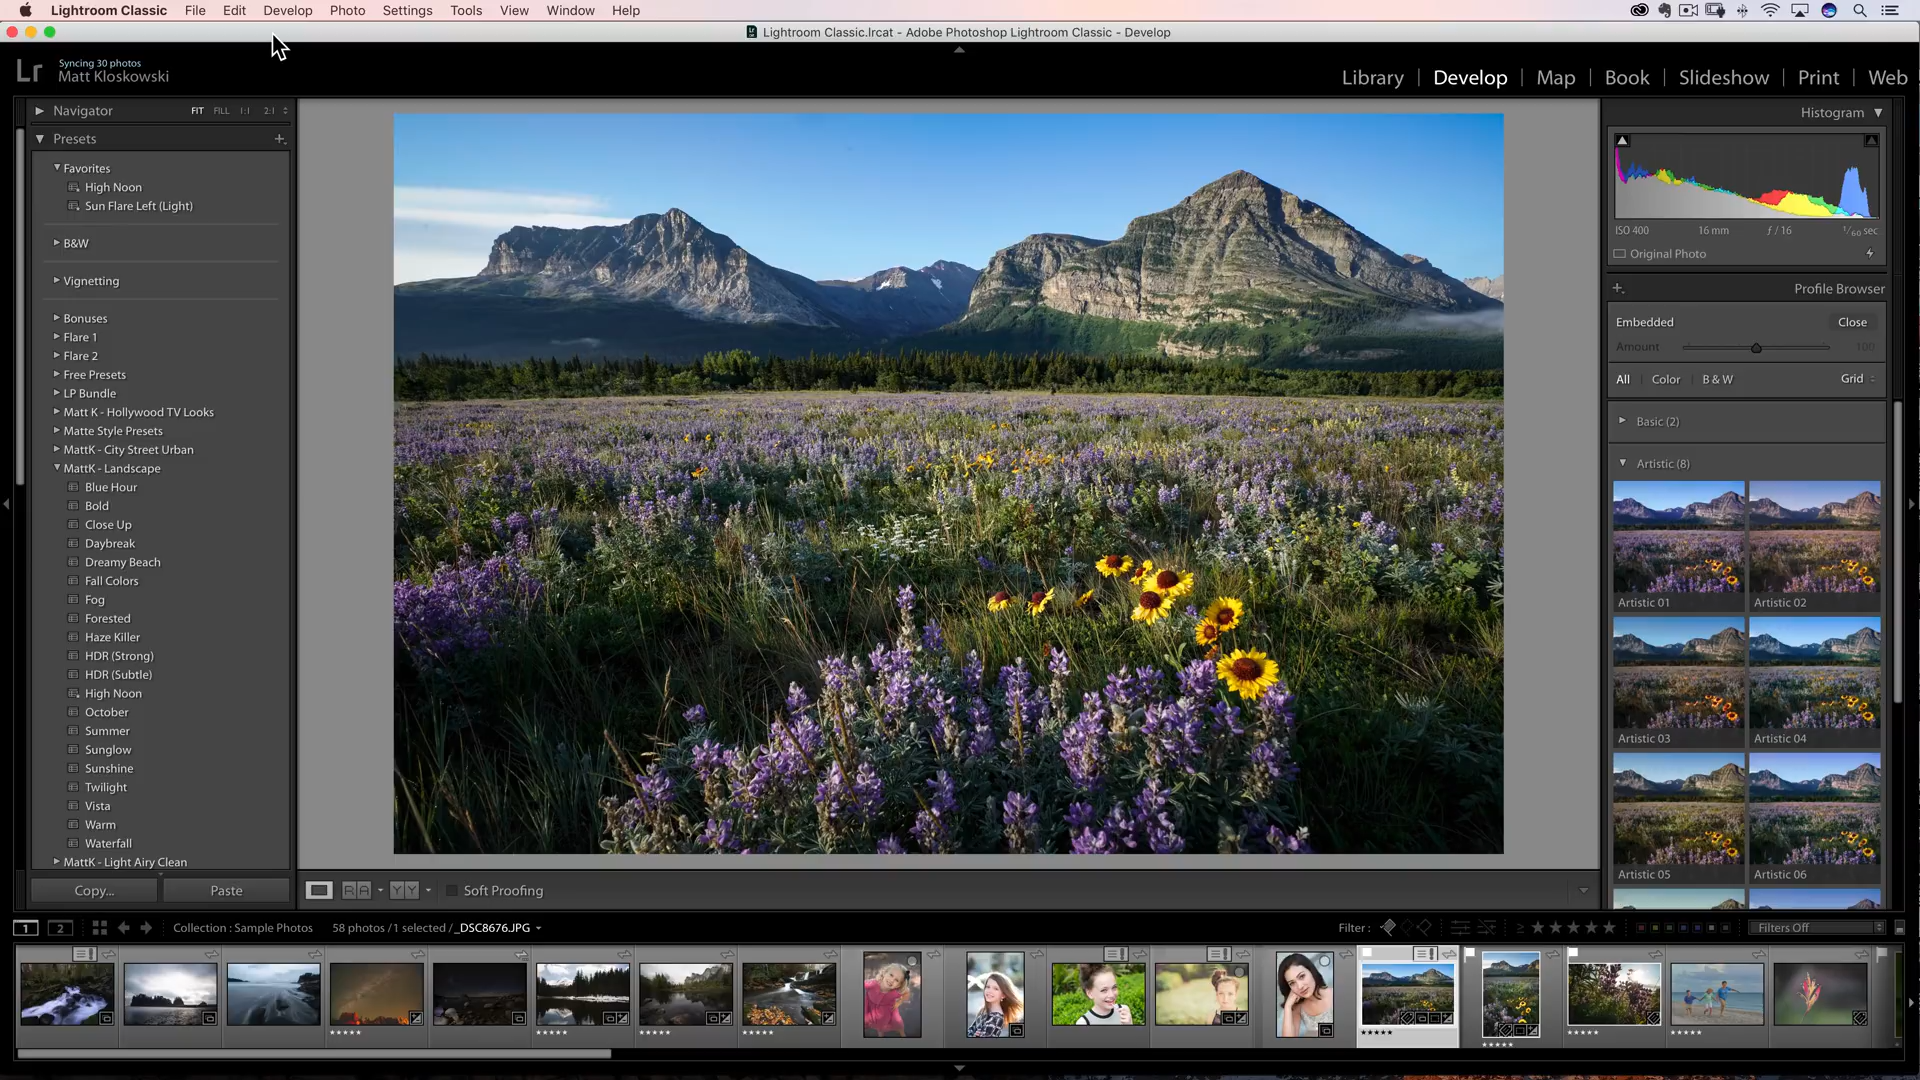 Lightroom Classic File Edit Develop Photo Settings Tools View Window Help
Lightroom Classic.lrcat - Adobe Photoshop Lightroom Classic - Develop
Lr
Syncing 30 photos
Matt Kloskowski
Library Develop Map Book Slideshow Print Web
Navigator FIT FILL 1:1 2:1
Presets
Favorites
High Noon
Sun Flare Left (Light)
B&W
Vignetting
Bonuses
Flare 1
Flare 2
Free Presets
LP Bundle
Matt K - Hollywood TV Looks
Matte Style Presets
MattK - City Street Urban
MattK - Landscape
Blue Hour
Bold
Close Up
Daybreak
Dreamy Beach
Fall Colors
Fog
Forested
Haze Killer
HDR (Strong)
HDR (Subtle)
High Noon
October
Summer
Sunglow
Sunshine
Twilight
Vista
Warm
Waterfall
MattK - Light Airy Clean
Copy... Paste
Soft Proofing
Histogram
ISO 400 16 mm ƒ / 16 1/60 sec
Original Photo
Profile Browser
Embedded Close
Amount 100
All Color B & W Grid
Basic (2)
Artistic (8)
Artistic 01 Artistic 02
Artistic 03 Artistic 04
Artistic 05 Artistic 06
1 2 Collection : Sample Photos 58 photos / 1 selected / _DSC8676.JPG Filter : Filters Off